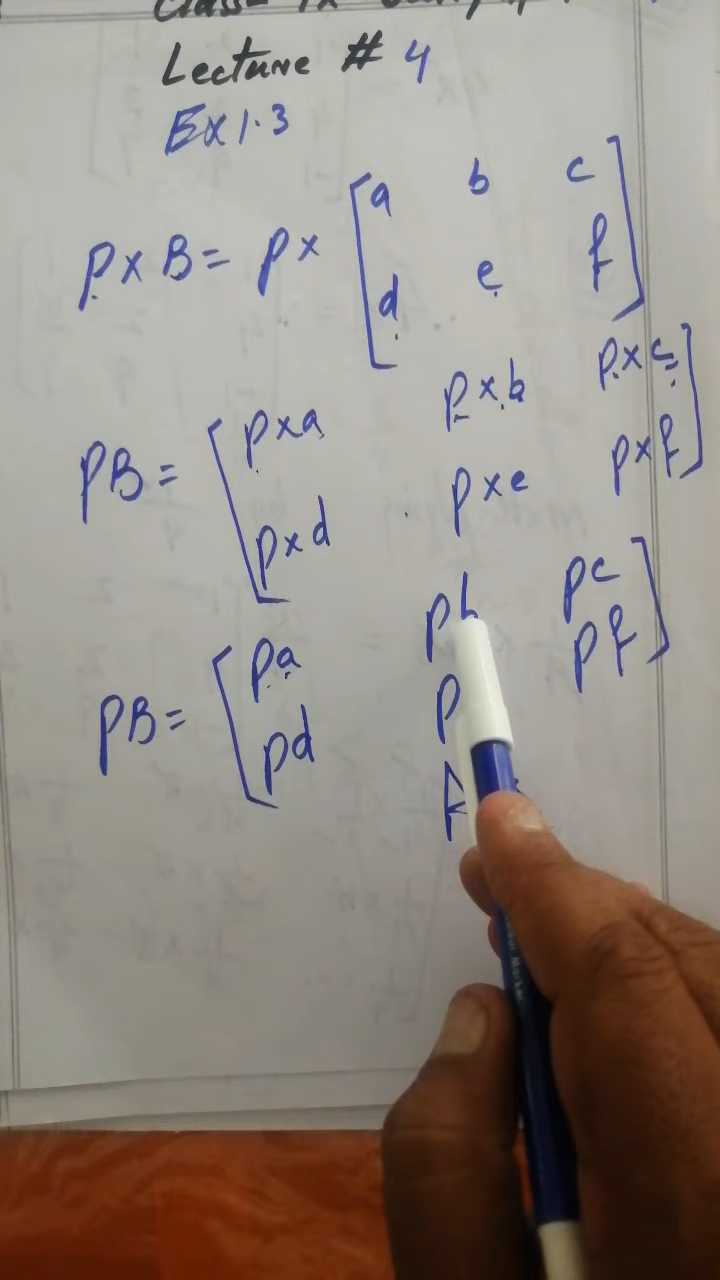 Lecture # 4
Ex 1.3
P × B = P × [a b c
d e f]
PB = [p×a p×b p×c
p×d p×e p×f]
PB = [pa pb pc
pd p pf]